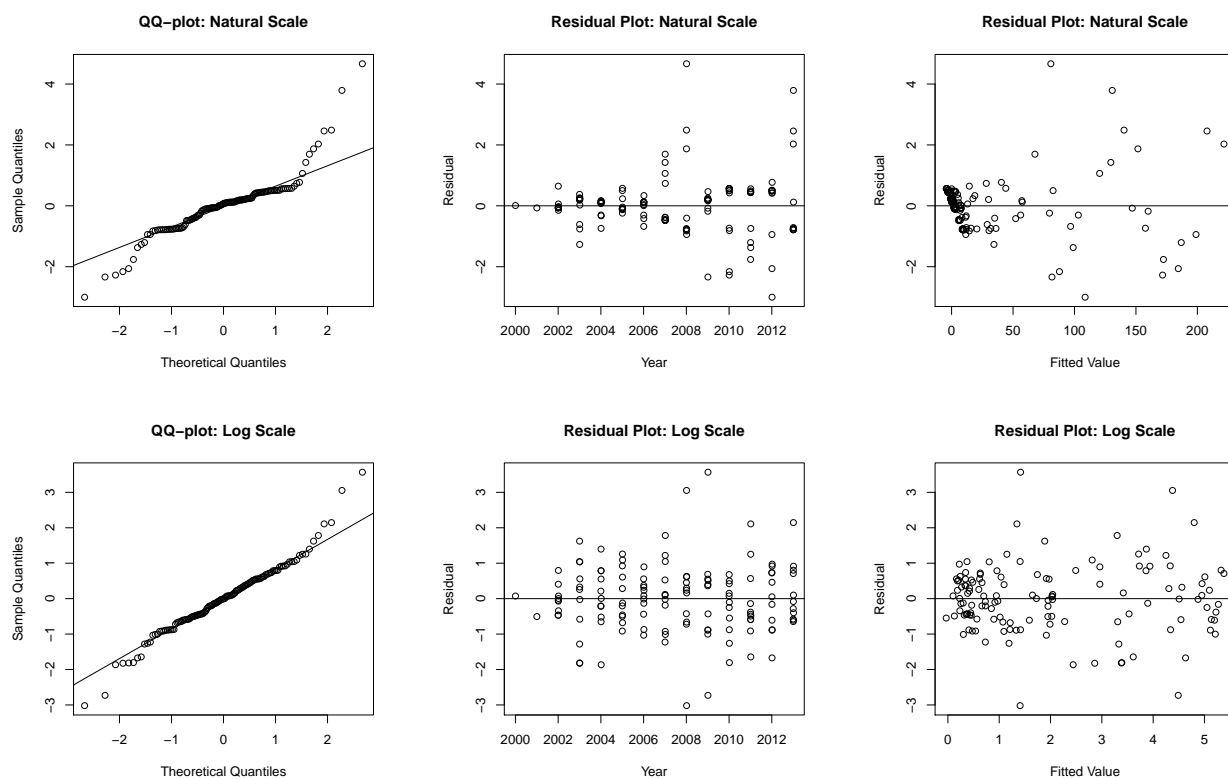 QQ−plot: Natural Scale
Sample Quantiles
4
2
0
−2
−2 −1 0 1 2
Theoretical Quantiles
Residual Plot: Natural Scale
Residual
4
2
0
−2
2000 2002 2004 2006 2008 2010 2012
Year
Residual Plot: Natural Scale
Residual
4
2
0
−2
0 50 100 150 200
Fitted Value
QQ−plot: Log Scale
Sample Quantiles
3
2
1
0
−1
−2
−3
−2 −1 0 1 2
Theoretical Quantiles
Residual Plot: Log Scale
Residual
3
2
1
0
−1
−2
−3
2000 2002 2004 2006 2008 2010 2012
Year
Residual Plot: Log Scale
Residual
3
2
1
0
−1
−2
−3
0 1 2 3 4 5
Fitted Value